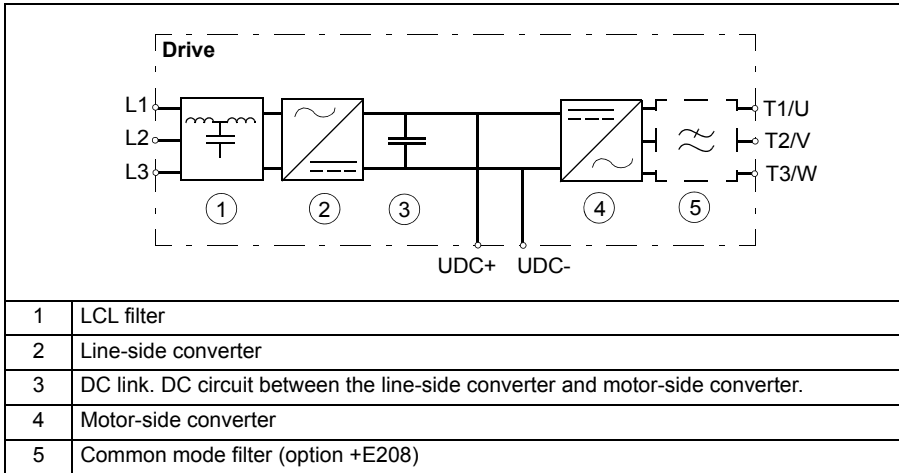 Drive
L1
L2
L3
T1/U
T2/V
T3/W
1
2
3
4
5
UDC+ UDC-
1 LCL filter
2 Line-side converter
3 DC link. DC circuit between the line-side converter and motor-side converter.
4 Motor-side converter
5 Common mode filter (option +E208)